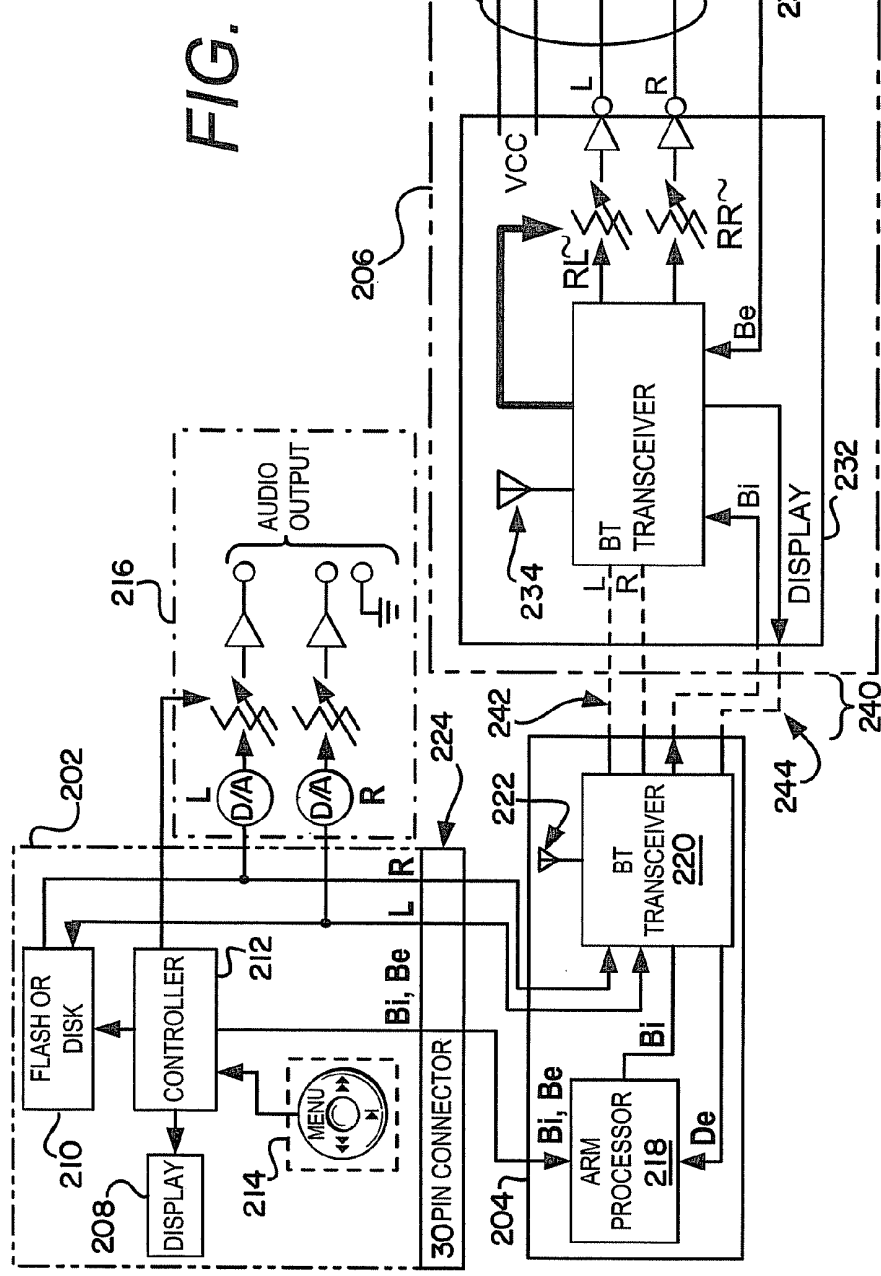 FIG.
202
FLASH OR
DISK
210
CONTROLLER
212
DISPLAY
208
MENU
214
30 PIN CONNECTOR
224
Bi, Be
L
R
216
L
D/A
D/A
R
AUDIO
OUTPUT
204
Bi, Be
ARM
PROCESSOR
218
Bi
De
BT
TRANSCEIVER
220
222
242
244
240
206
L
R
BT
TRANSCEIVER
234
Bi
Be
DISPLAY
232
RL
RR
VCC
L
R